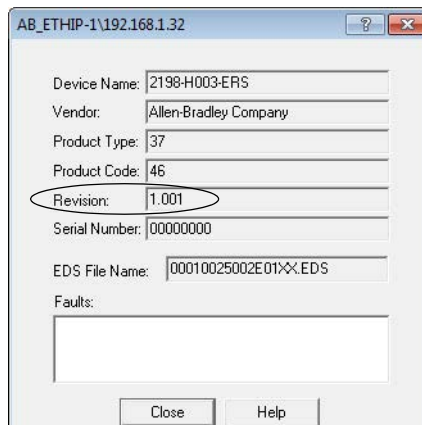 AB_ETHIP-1\192.168.1.32
Device Name: 2198-H003-ERS
Vendor: Allen-Bradley Company
Product Type: 37
Product Code: 46
Revision: 1.001
Serial Number: 00000000
EDS File Name: 00010025002E01XX.EDS
Faults:
Close Help